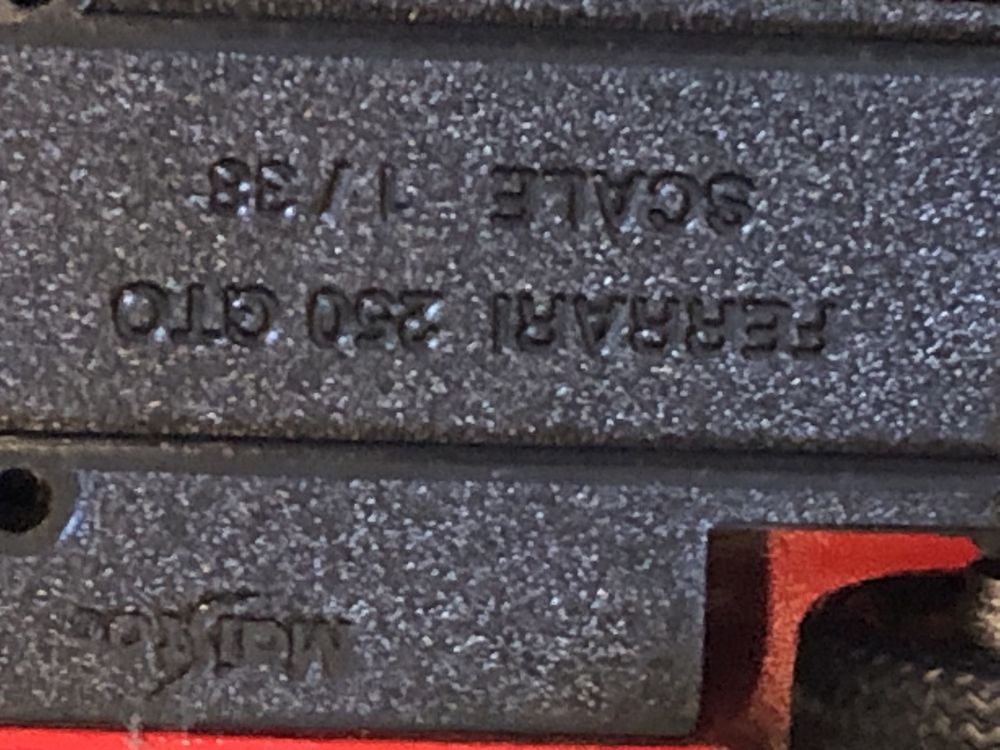 FERRARI 250 GTO
SCALE 1/38
Maisto